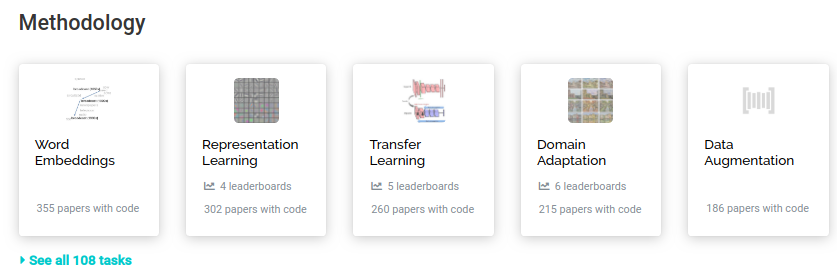 Methodology
Word
Embeddings
355 papers with code
Representation
Learning
4 leaderboards
302 papers with code
Transfer
Learning
5 leaderboards
260 papers with code
Domain
Adaptation
6 leaderboards
215 papers with code
Data
Augmentation
186 papers with code
See all 108 tasks